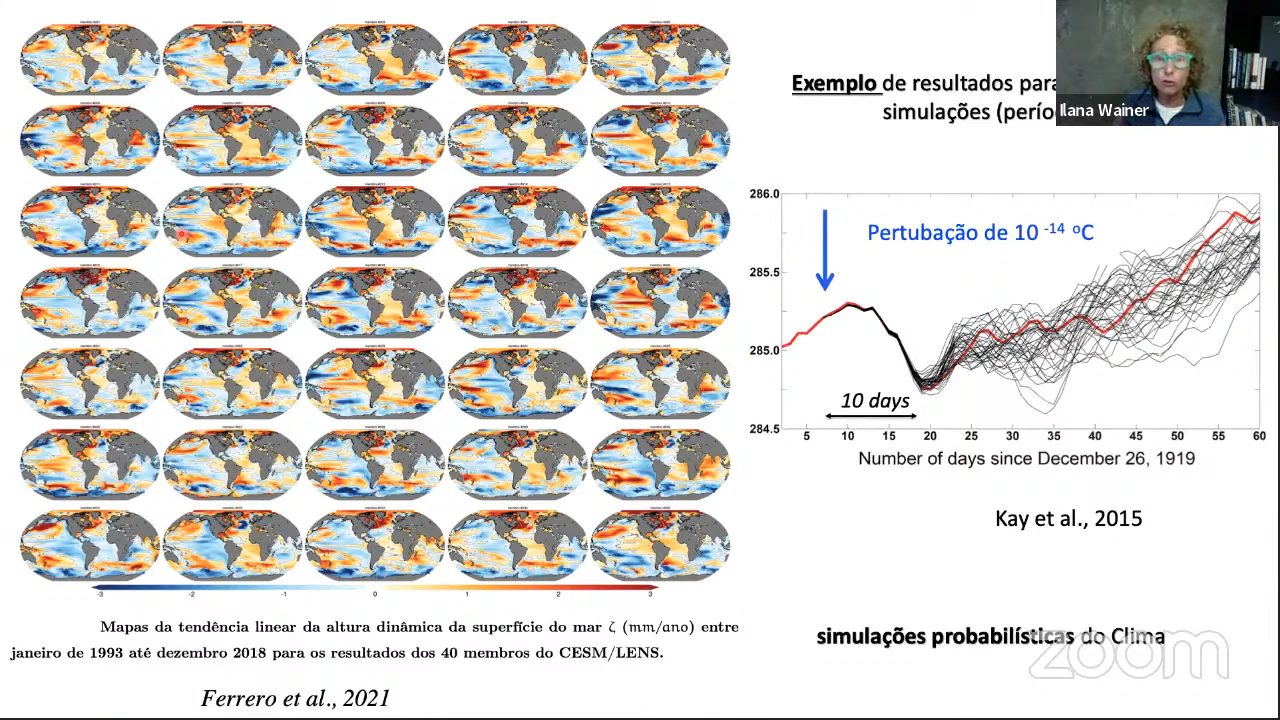 Exemplo de resultados para
simulações (perío
Ilana Wainer
286.0
285.5
285.0
284.5
Pertubação de 10 -14 oC
10 days
5 10 15 20 25 30 35 40 45 50 55 60
Number of days since December 26, 1919
Kay et al., 2015
-3 -2 -1 0 1 2 3
Mapas da tendência linear da altura dinâmica da superfície do mar ζ (mm/ano) entre
janeiro de 1993 até dezembro 2018 para os resultados dos 40 membros do CESM/LENS.
simulações probabilísticas do Clima
zoom
Ferrero et al., 2021